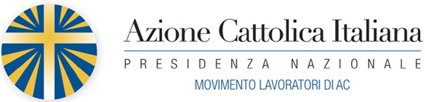 Azione Cattolica Italiana
PRESIDENZA NAZIONALE
MOVIMENTO LAVORATORI DI AC